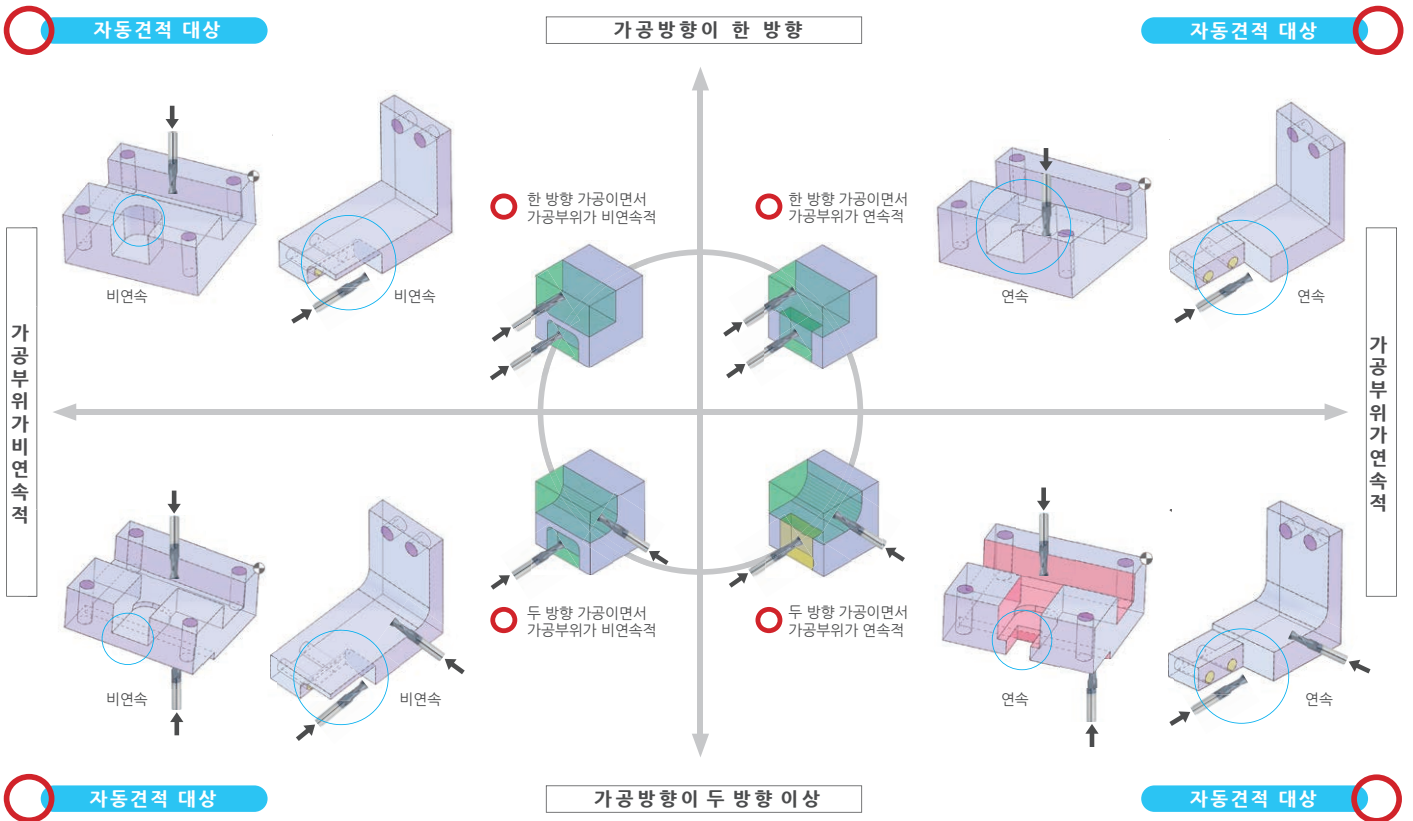 자동견적 대상
가공방향이 한 방향
자동견적 대상
한 방향 가공이면서
가공부위가 비연속적
한 방향 가공이면서
가공부위가 연속적
비연속
비연속
연속
연속
가공부위가비연속적
가공부위가연속적
두 방향 가공이면서
가공부위가 비연속적
두 방향 가공이면서
가공부위가 연속적
비연속
비연속
연속
연속
자동견적 대상
가공방향이 두 방향 이상
자동견적 대상